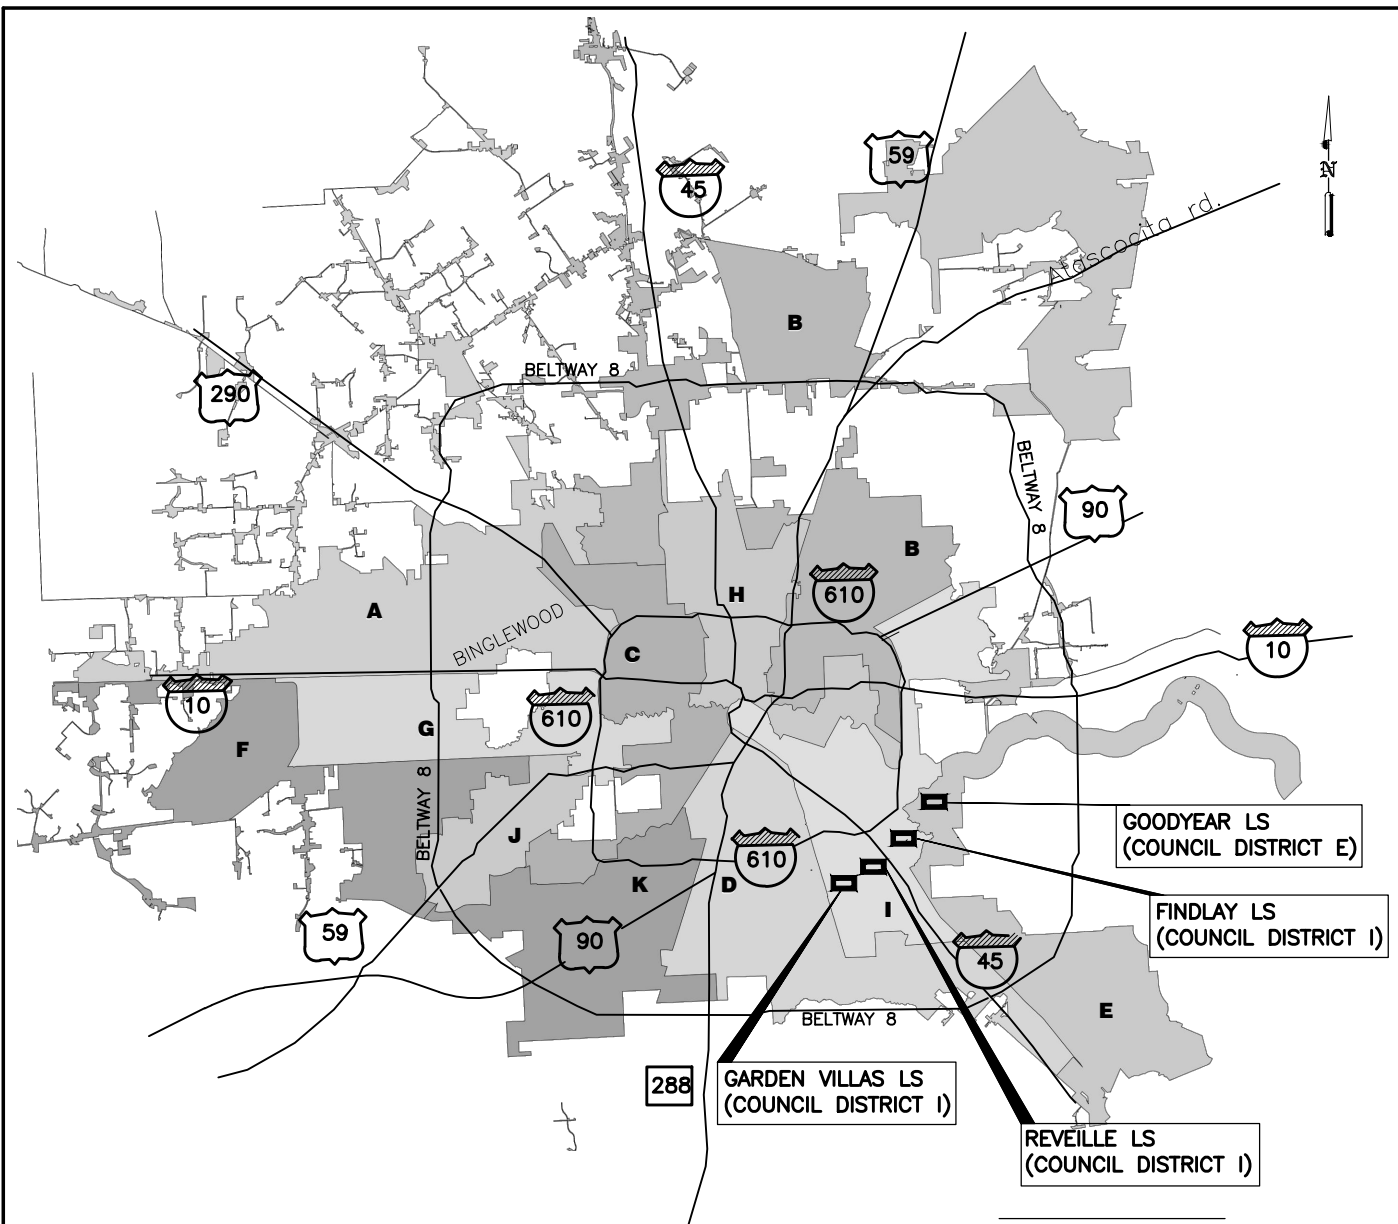 59
45
N
Atascocita rd.
B
BELTWAY 8
290
BELTWAY 8
90
B
H
610
A
BINGLEWOOD
10
C
10
610
G
F
BELTWAY 8
GOODYEAR LS
(COUNCIL DISTRICT E)
J
610
K
D
I
FINDLAY LS
(COUNCIL DISTRICT I)
59
90
45
E
BELTWAY 8
288
GARDEN VILLAS LS
(COUNCIL DISTRICT I)
REVEILLE LS
(COUNCIL DISTRICT I)